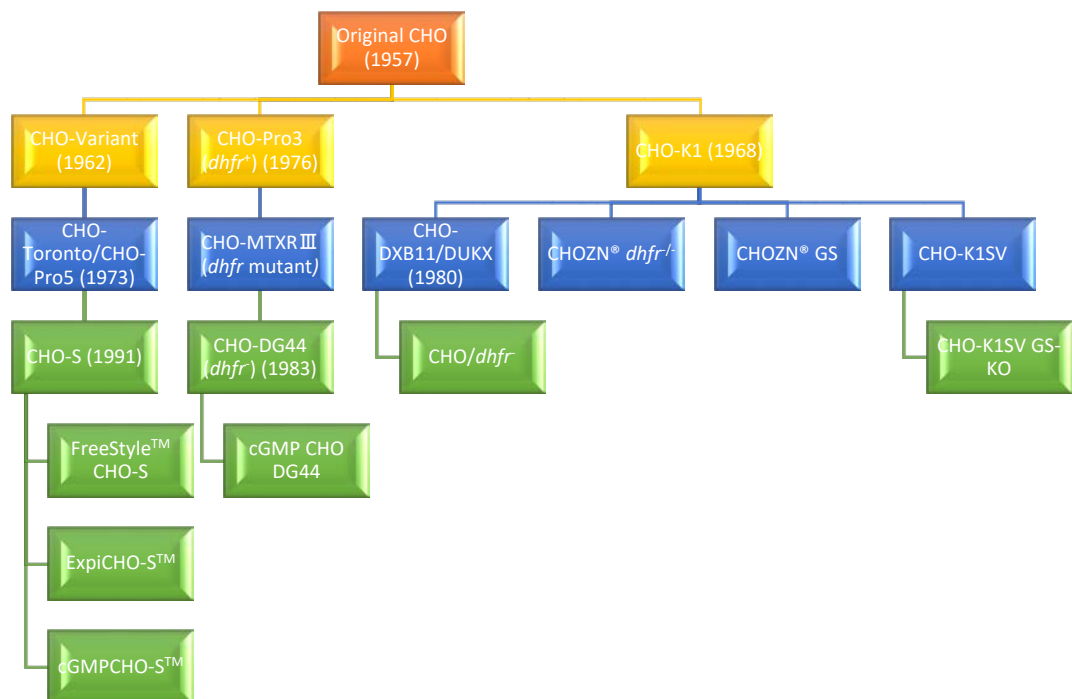 Original CHO
(1957)
CHO-Variant
(1962)
CHO-Pro3
(dhfr⁺) (1976)
CHO-K1 (1968)
CHO-
Toronto/CHO-
Pro5 (1973)
CHO-MTXRⅢ
(dhfr mutant)
CHO-
DXB11/DUKX
(1980)
CHOZN® dhfr⁻/⁻
CHOZN® GS
CHO-K1SV
CHO-S (1991)
CHO-DG44
(dhfr⁻) (1983)
CHO/dhfr⁻
CHO-K1SV GS-
KO
FreeStyle™
CHO-S
cGMP CHO
DG44
ExpiCHO-S™
cGMPCHO-S™